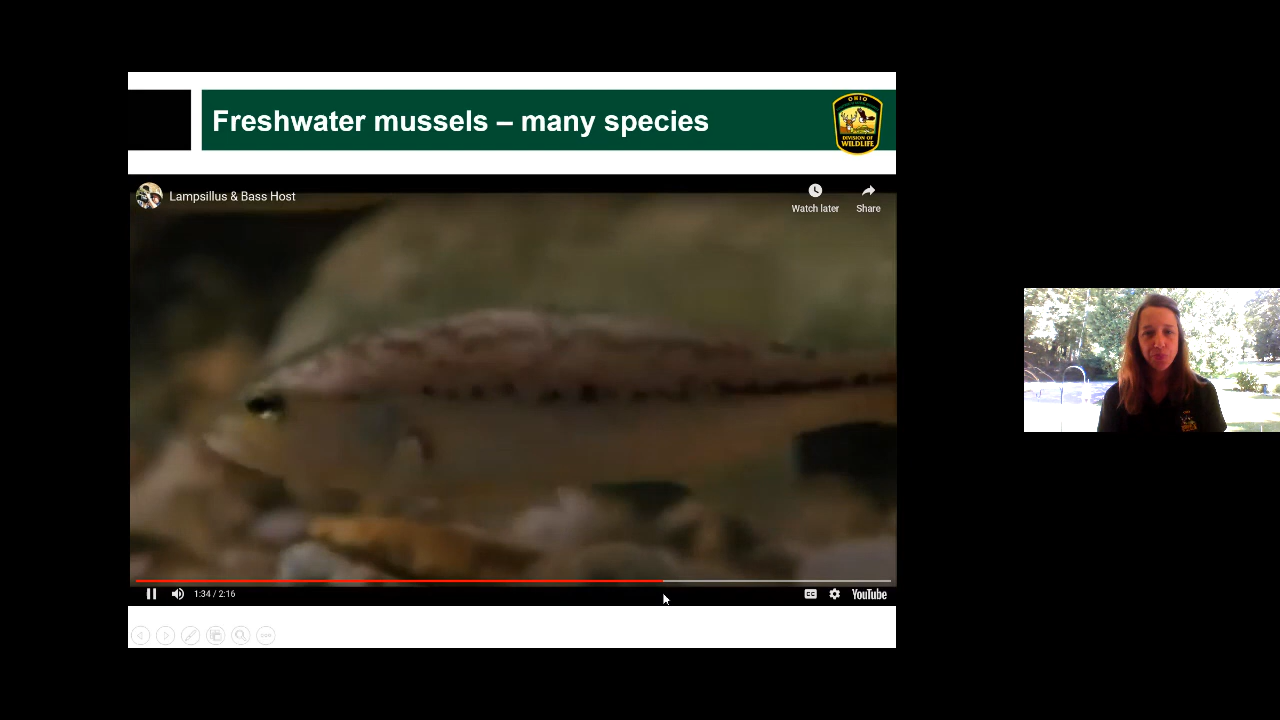 Freshwater mussels – many species
OHIO
DIVISION OF
WILDLIFE
Lampsillus & Bass Host
Watch later
Share
1:34 / 2:16
CC
YouTube